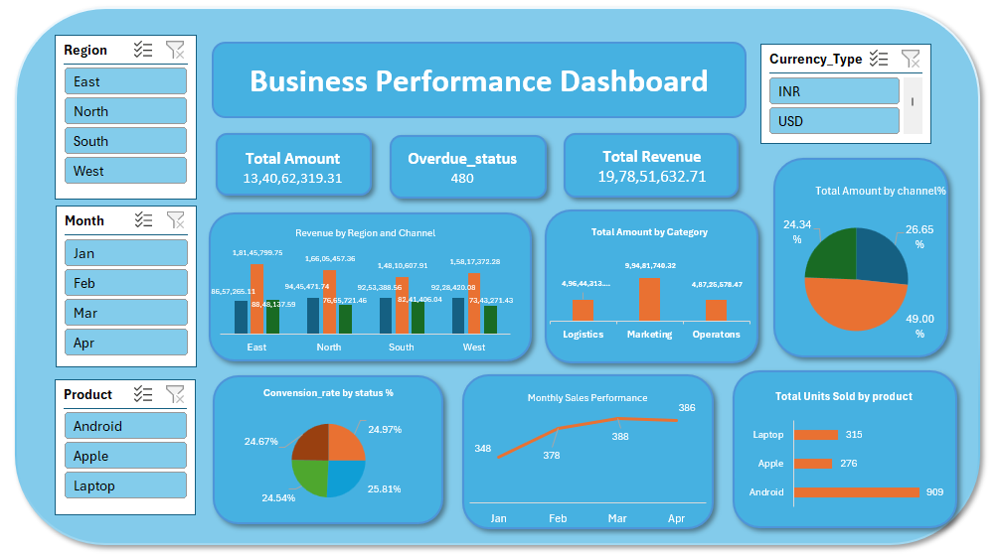 Region
East
North
South
West
Month
Jan
Feb
Mar
Apr
Product
Android
Apple
Laptop
Business Performance Dashboard
Currency_Type
INR
USD
Total Amount
13,40,62,319.31
Overdue_status
480
Total Revenue
19,78,51,632.71
Revenue by Region and Channel
1,81,45,799.75
1,66,05,457.36
1,48,10,607.91
1,58,17,372.28
86,57,265.11
94,45,471.74
92,53,388.56
92,28,420.08
88,48,137.59
76,65,721.46
82,41,406.04
73,43,271.43
East
North
South
West
Total Amount by Category
4,96,44,313....
9,94,81,740.32
4,87,25,578.47
Logistics
Marketing
Operatons
Total Amount by channel%
24.34
%
26.65
%
49.00
%
Convension_rate by status %
24.67%
24.97%
24.54%
25.81%
Monthly Sales Performance
348
378
388
386
Jan
Feb
Mar
Apr
Total Units Sold by product
Laptop
315
Apple
276
Android
909